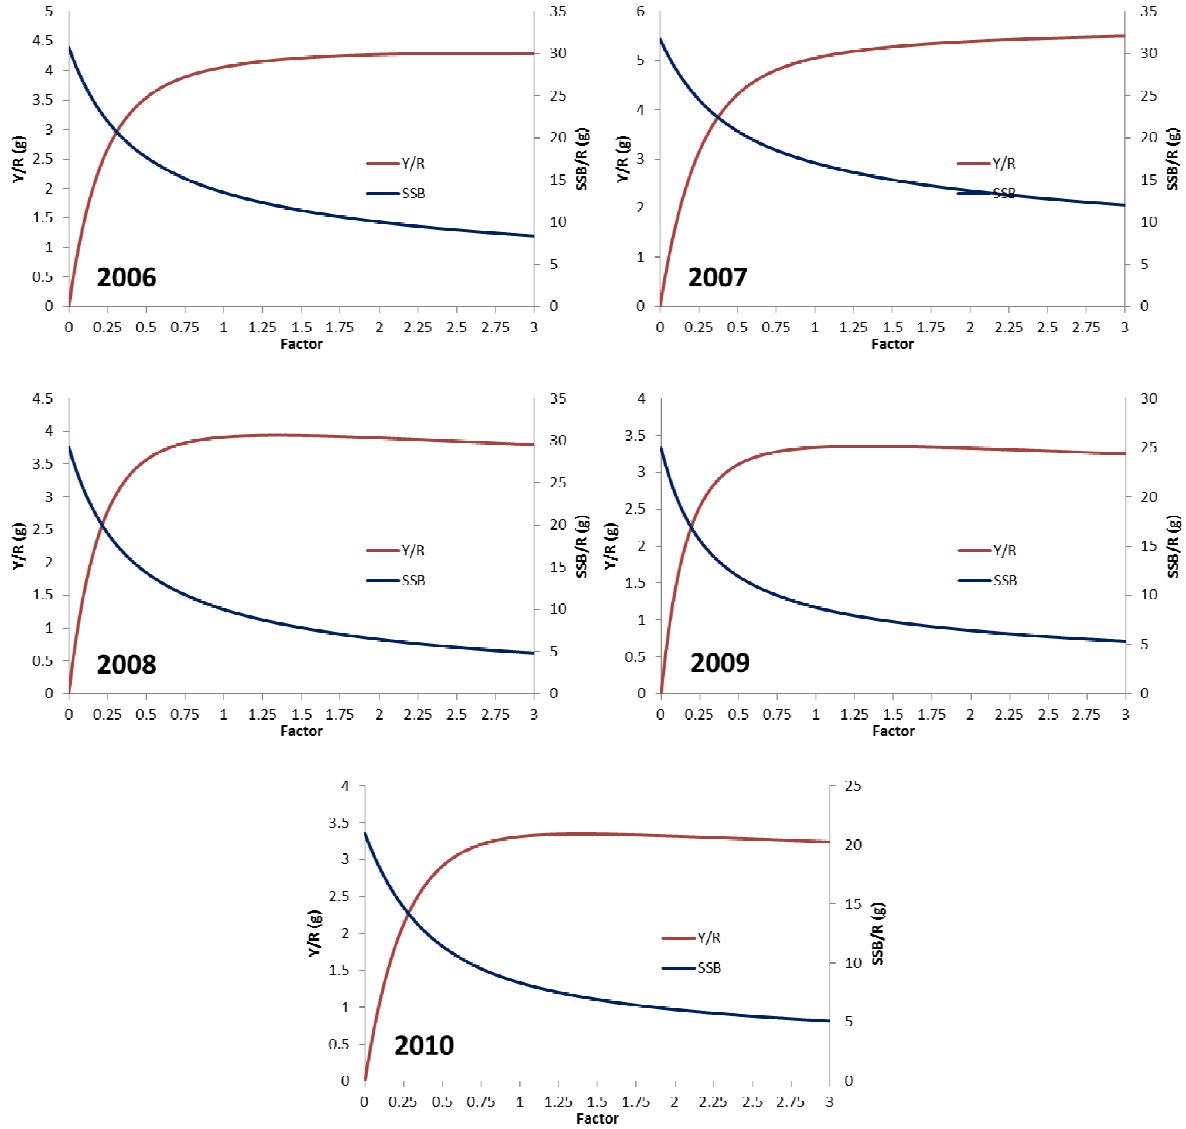 5 4.5 4 3.5 3 2.5 2 1.5 1 0.5 0
Y/R (g)
35 30 25 20 15 10 5 0
SSB/R (g)
Y/R
SSB
2006
0 0.25 0.5 0.75 1 1.25 1.5 1.75 2 2.25 2.5 2.75 3
Factor
6 5 4 3 2 1 0
Y/R (g)
35 30 25 20 15 10 5 0
SSB/R (g)
Y/R
SSB
2007
0 0.25 0.5 0.75 1 1.25 1.5 1.75 2 2.25 2.5 2.75 3
Factor
4.5 4 3.5 3 2.5 2 1.5 1 0.5 0
Y/R (g)
35 30 25 20 15 10 5 0
SSB/R (g)
Y/R
SSB
2008
0 0.25 0.5 0.75 1 1.25 1.5 1.75 2 2.25 2.5 2.75 3
Factor
4 3.5 3 2.5 2 1.5 1 0.5 0
Y/R (g)
30 25 20 15 10 5 0
SSB/R (g)
Y/R
SSB
2009
0 0.25 0.5 0.75 1 1.25 1.5 1.75 2 2.25 2.5 2.75 3
Factor
4 3.5 3 2.5 2 1.5 1 0.5 0
Y/R (g)
25 20 15 10 5 0
SSB/R (g)
Y/R
SSB
2010
0 0.25 0.5 0.75 1 1.25 1.5 1.75 2 2.25 2.5 2.75 3
Factor